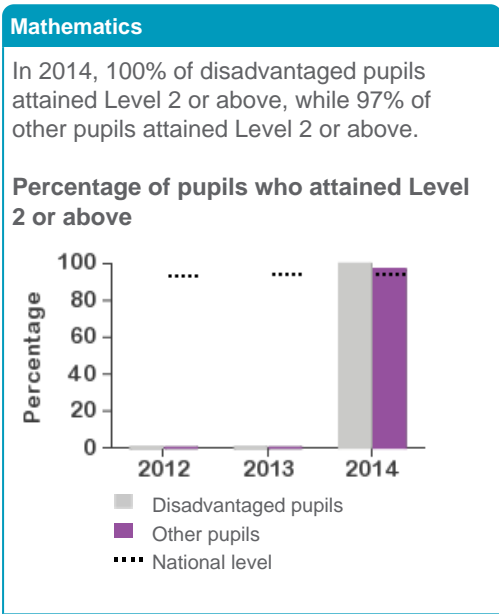 Mathematics
In 2014, 100% of disadvantaged pupils
attained Level 2 or above, while 97% of
other pupils attained Level 2 or above.
Percentage of pupils who attained Level
2 or above
Percentage
100
80
60
40
20
0
2012 2013 2014
Disadvantaged pupils
Other pupils
National level